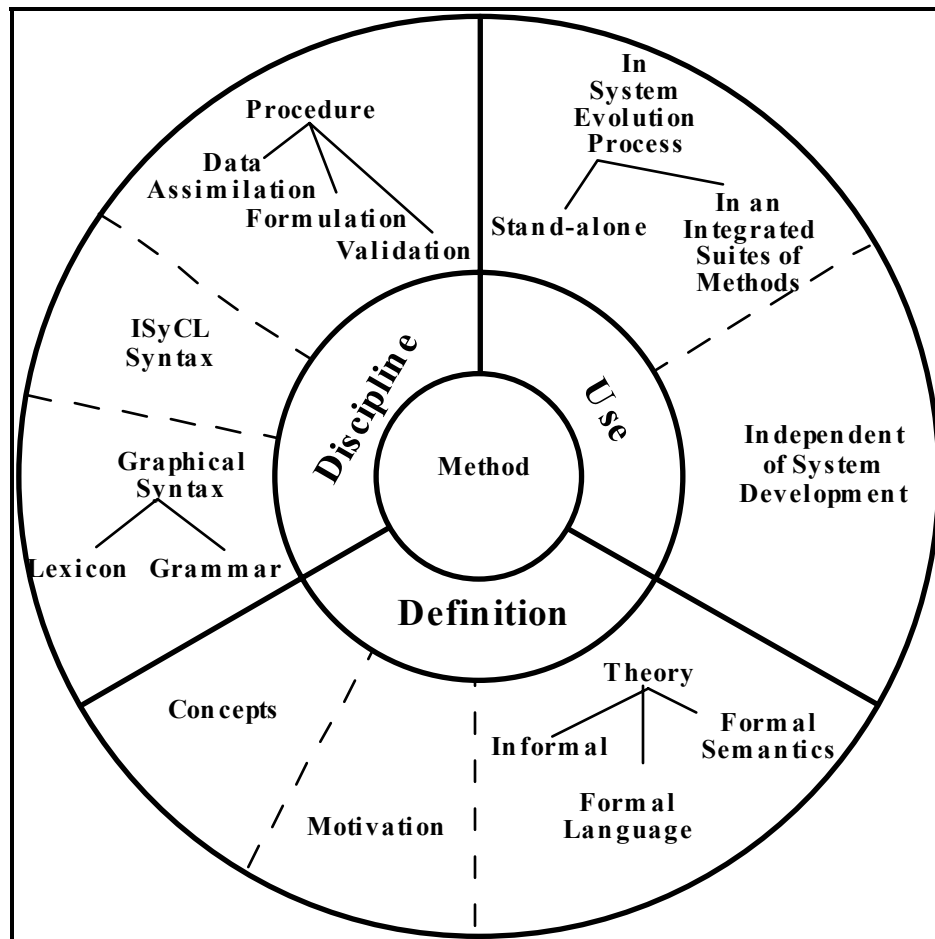 Procedure
Data
Assimilation
Formulation
Validation
In
System
Evolution
Process
Stand-alone
In an
Integrated
Suites of
Methods
ISyCL
Syntax
Discipline
Use
Method
Independent
of System
Development
Graphical
Syntax
Lexicon
Grammar
Definition
Concepts
Motivation
Theory
Informal
Formal
Semantics
Formal
Language